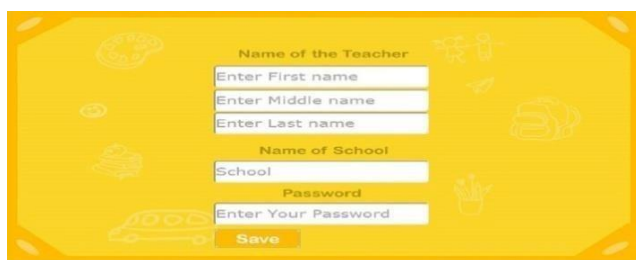 Name of the Teacher
Enter First name
Enter Middle name
Enter Last name
Name of School
School
Password
Enter Your Password
Save